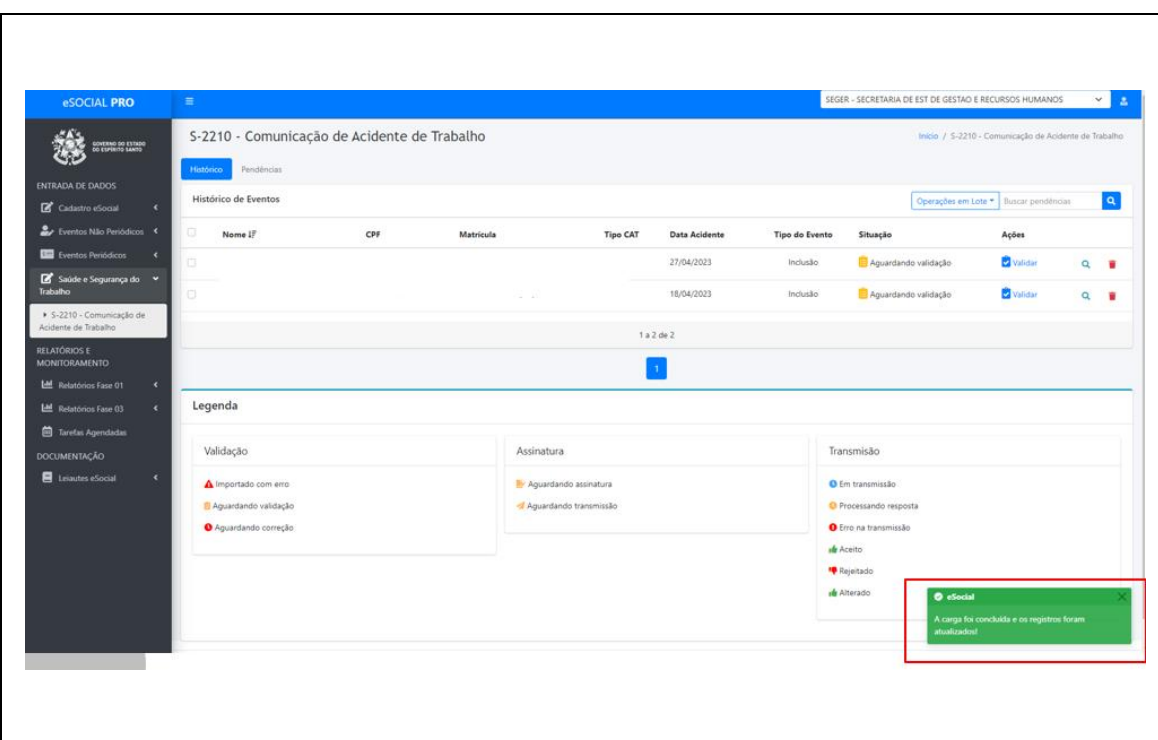 eSOCIAL PRO
SEGER - SECRETARIA DE EST DE GESTAO E RECURSOS HUMANOS
GOVERNO DO ESTADO
DO ESPÍRITO SANTO
S-2210 - Comunicação de Acidente de Trabalho
Início / S-2210 - Comunicação de Acidente de Trabalho
Histórico Pendências
ENTRADA DE DADOS
Cadastro eSocial
Eventos Não Periódicos
Eventos Periódicos
Saúde e Segurança do
Trabalho
S-2210 - Comunicação de
Acidente de Trabalho
RELATÓRIOS E
MONITORAMENTO
Relatórios Fase 01
Relatórios Fase 03
Tarefas Agendadas
DOCUMENTAÇÃO
Leiautes eSocial
Histórico de Eventos
Operações em Lote Buscar pendências
Nome CPF Matrícula Tipo CAT Data Acidente Tipo do Evento Situação Ações
27/04/2023 Inclusão Aguardando validação Validar
18/04/2023 Inclusão Aguardando validação Validar
1 a 2 de 2
1
Legenda
Validação
Importado com erro
Aguardando validação
Aguardando correção
Assinatura
Aguardando assinatura
Aguardando transmissão
Transmisão
Em transmissão
Processando resposta
Erro na transmissão
Aceito
Rejeitado
Alterado
eSocial
A carga foi concluída e os registros foram
atualizados!